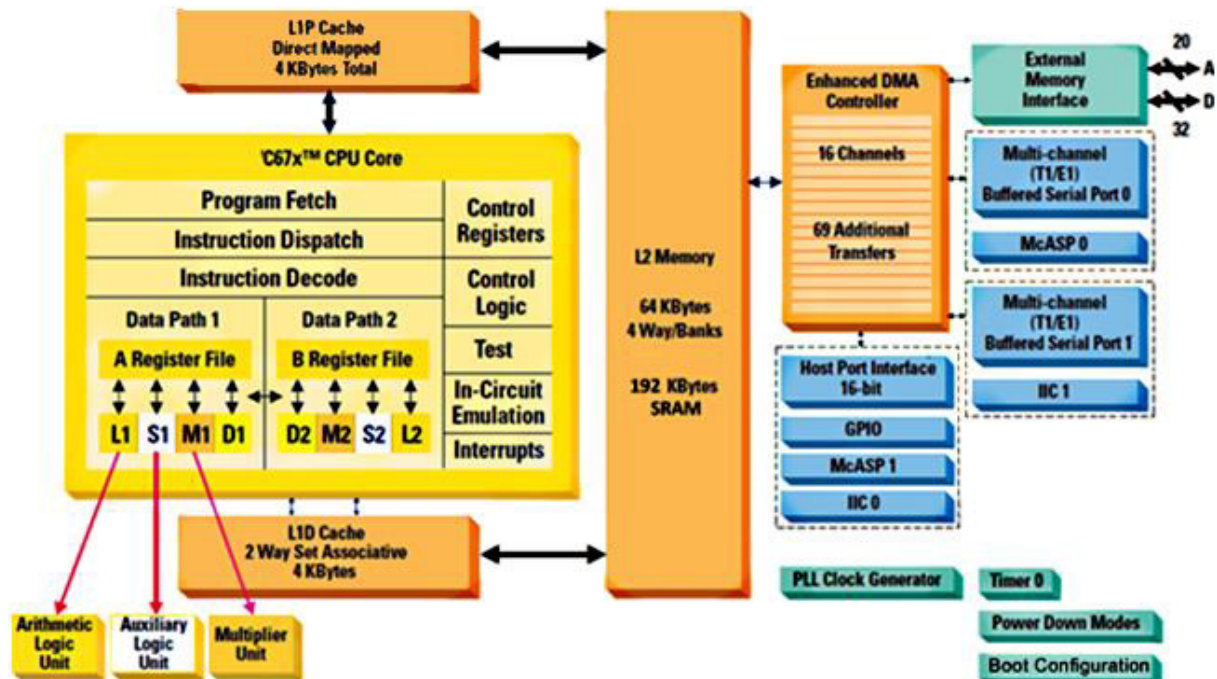 L1P Cache
Direct Mapped
4 KBytes Total
'C67x™ CPU Core
Program Fetch
Instruction Dispatch
Instruction Decode
Control
Registers
Control
Logic
Test
In-Circuit
Emulation
Interrupts
Data Path 1
A Register File
L1 S1 M1 D1
Data Path 2
B Register File
D2 M2 S2 L2
L1D Cache
2 Way Set Associative
4 KBytes
Arithmetic
Logic
Unit
Auxiliary
Logic
Unit
Multiplier
Unit
L2 Memory
64 KBytes
4 Way/Banks
192 KBytes
SRAM
Enhanced DMA
Controller
16 Channels
69 Additional
Transfers
External
Memory
Interface
20
A
D
32
Multi-channel
(T1/E1)
Buffered Serial Port 0
McASP 0
Multi-channel
(T1/E1)
Buffered Serial Port 1
IIC 1
Host Port Interface
16-bit
GPIO
McASP 1
IIC 0
PLL Clock Generator
Timer 0
Power Down Modes
Boot Configuration